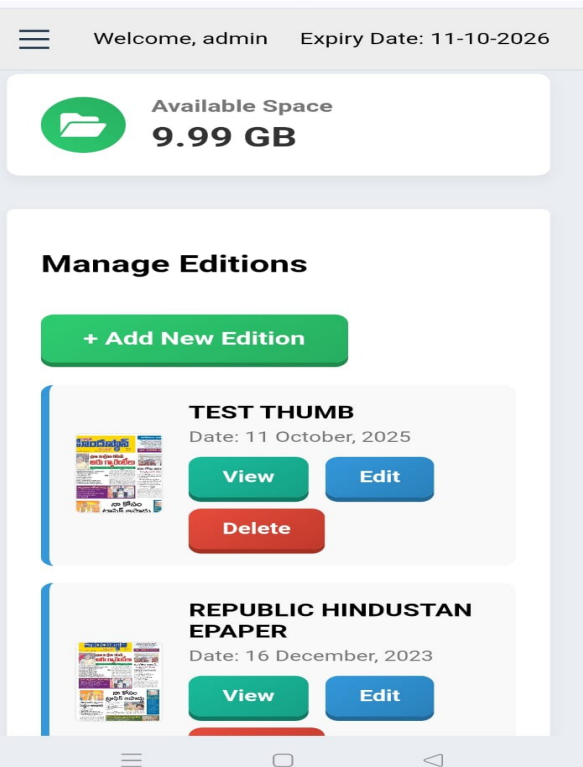 Welcome, admin Expiry Date: 11-10-2026
Available Space
9.99 GB
Manage Editions
+ Add New Edition
TEST THUMB
Date: 11 October, 2025
View Edit
Delete
REPUBLIC HINDUSTAN
EPAPER
Date: 16 December, 2023
View Edit